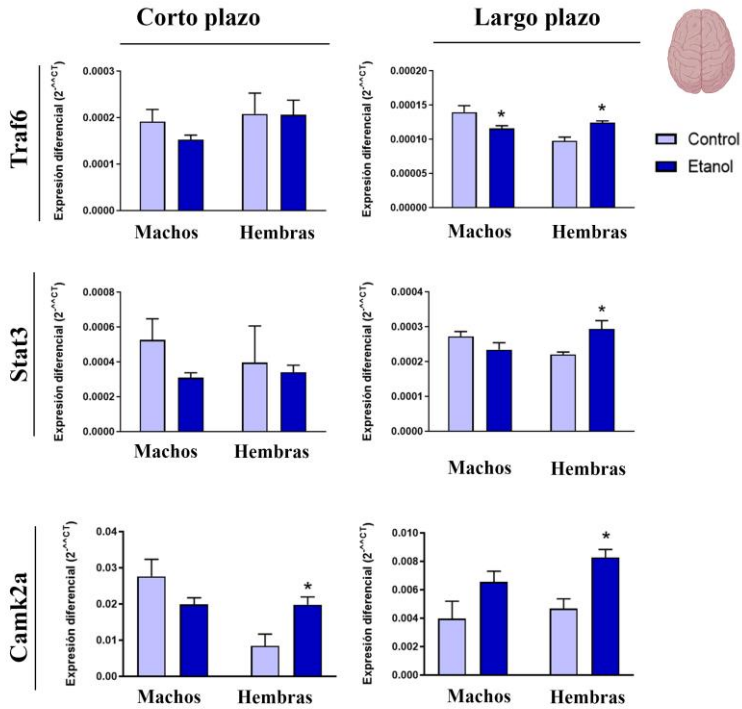 Corto plazo
Largo plazo
Control
Etanol
Traf6
Expresión diferencial (2-^^CT)
0.0003
0.0002
0.0001
0.0000
Machos Hembras
Expresión diferencial (2-^^CT)
0.00020
0.00015
0.00010
0.00005
0.00000
* *
Machos Hembras
Stat3
Expresión diferencial (2-^^CT)
0.0008
0.0006
0.0004
0.0002
0.0000
Machos Hembras
Expresión diferencial (2-^^CT)
0.0004
0.0003
0.0002
0.0001
0.0000
*
Machos Hembras
Camk2a
Expresión diferencial (2-^^CT)
0.04
0.03
0.02
0.01
0.00
*
Machos Hembras
Expresión diferencial (2-^^CT)
0.010
0.008
0.006
0.004
0.002
0.000
*
Machos Hembras